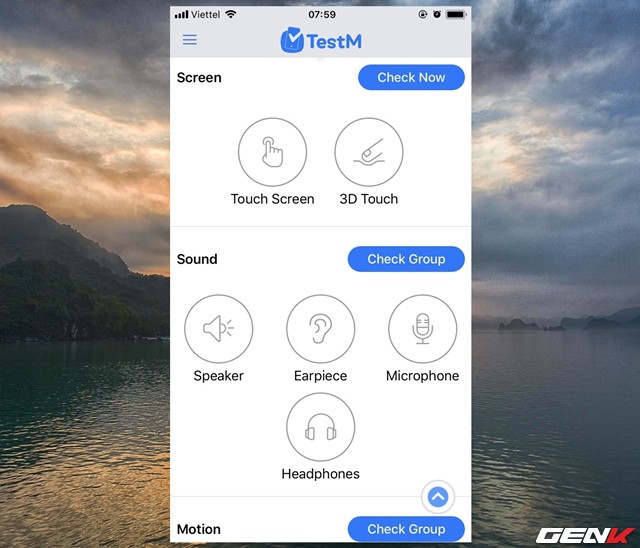 Viettel 07:59
TestM
Screen Check Now
Touch Screen 3D Touch
Sound Check Group
Speaker Earpiece Microphone
Headphones
Motion Check Group
GENK